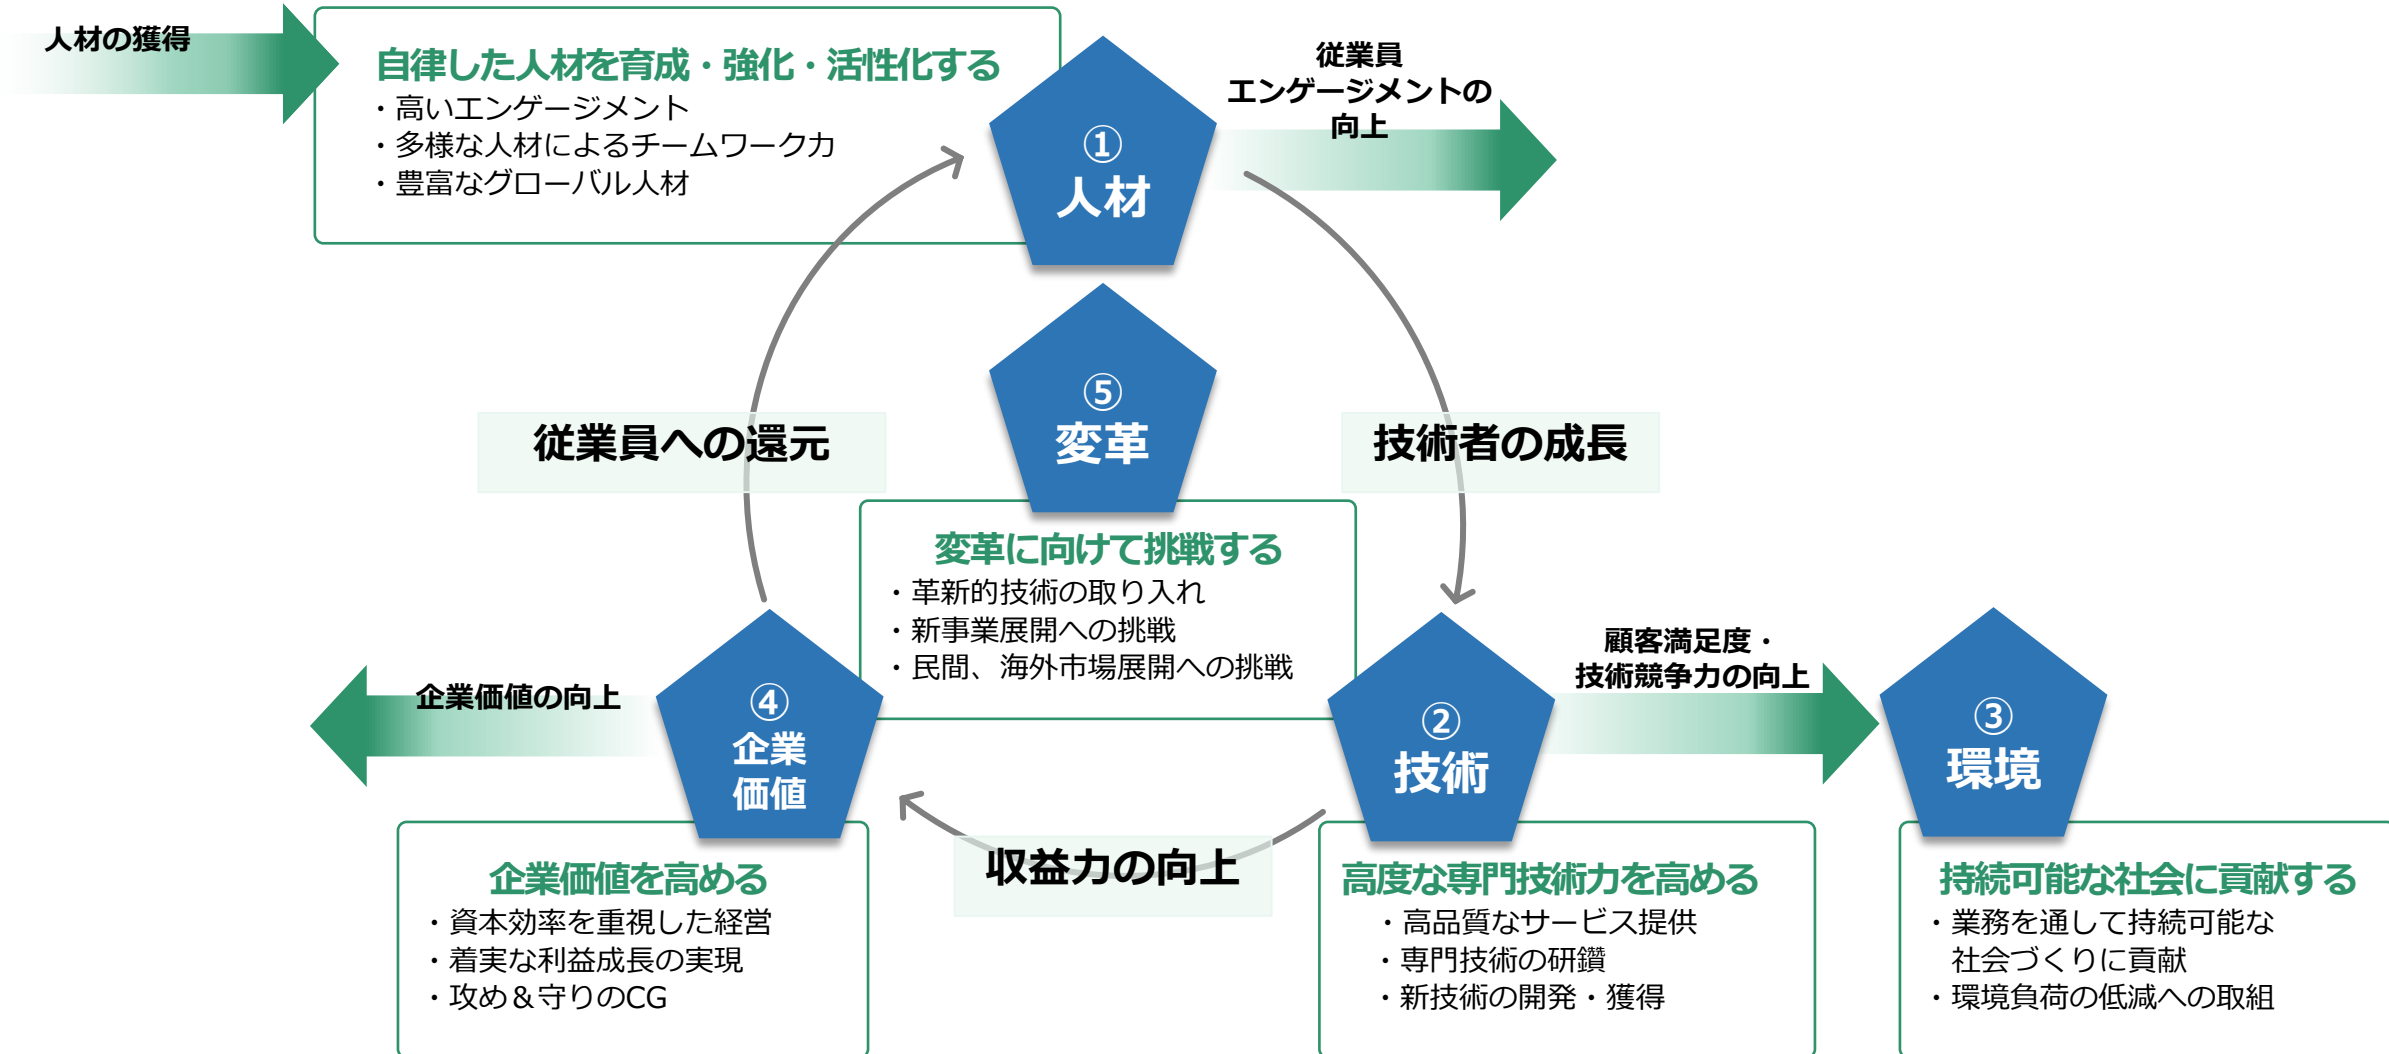 人材の獲得
自律した人材を育成・強化・活性化する
・高いエンゲージメント
・多様な人材によるチームワーク力
・豊富なグローバル人材
①
人材
従業員
エンゲージメントの
向上
⑤
変革
従業員への還元
技術者の成長
変革に向けて挑戦する
・革新的技術の取り入れ
・新事業展開への挑戦
・民間、海外市場展開への挑戦
企業価値の向上
④
企業
価値
②
技術
顧客満足度・
技術競争力の向上
③
環境
収益力の向上
企業価値を高める
・資本効率を重視した経営
・着実な利益成長の実現
・攻め＆守りのCG
高度な専門技術力を高める
・高品質なサービス提供
・専門技術の研鑽
・新技術の開発・獲得
持続可能な社会に貢献する
・業務を通して持続可能な
社会づくりに貢献
・環境負荷の低減への取組